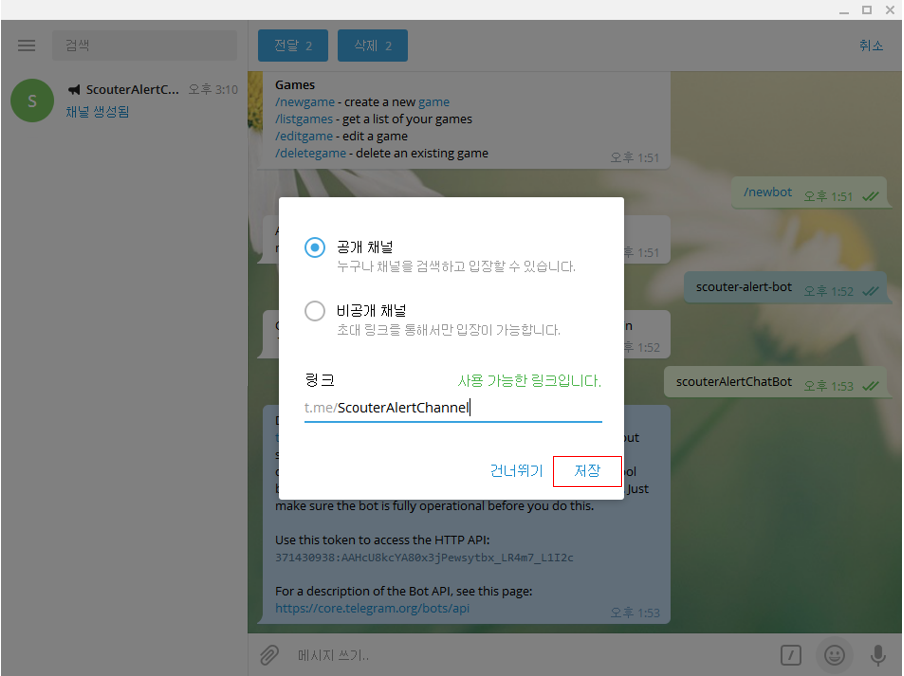 검색
전달 2
삭제 2
취소
S
ScouterAlertC...
오후 3:10
채널 생성됨
Games
/newgame - create a new game
/listgames - get a list of your games
/editgame - edit a game
/deletegame - delete an existing game
오후 1:51
/newbot 오후 1:51
오후 1:51
scouter-alert-bot 오후 1:52
오후 1:52
scouterAlertChatBot 오후 1:53
공개 채널
누구나 채널을 검색하고 입장할 수 있습니다.
비공개 채널
초대 링크를 통해서만 입장이 가능합니다.
링크
사용 가능한 링크입니다.
t.me/ScouterAlertChannel
건너뛰기
저장
Just
make sure the bot is fully operational before you do this.
Use this token to access the HTTP API:
371430938:AAHcU8kcYA80x3jPewsytbx_LR4m7_L1I2c
For a description of the Bot API, see this page:
https://core.telegram.org/bots/api
오후 1:53
메시지 쓰기..